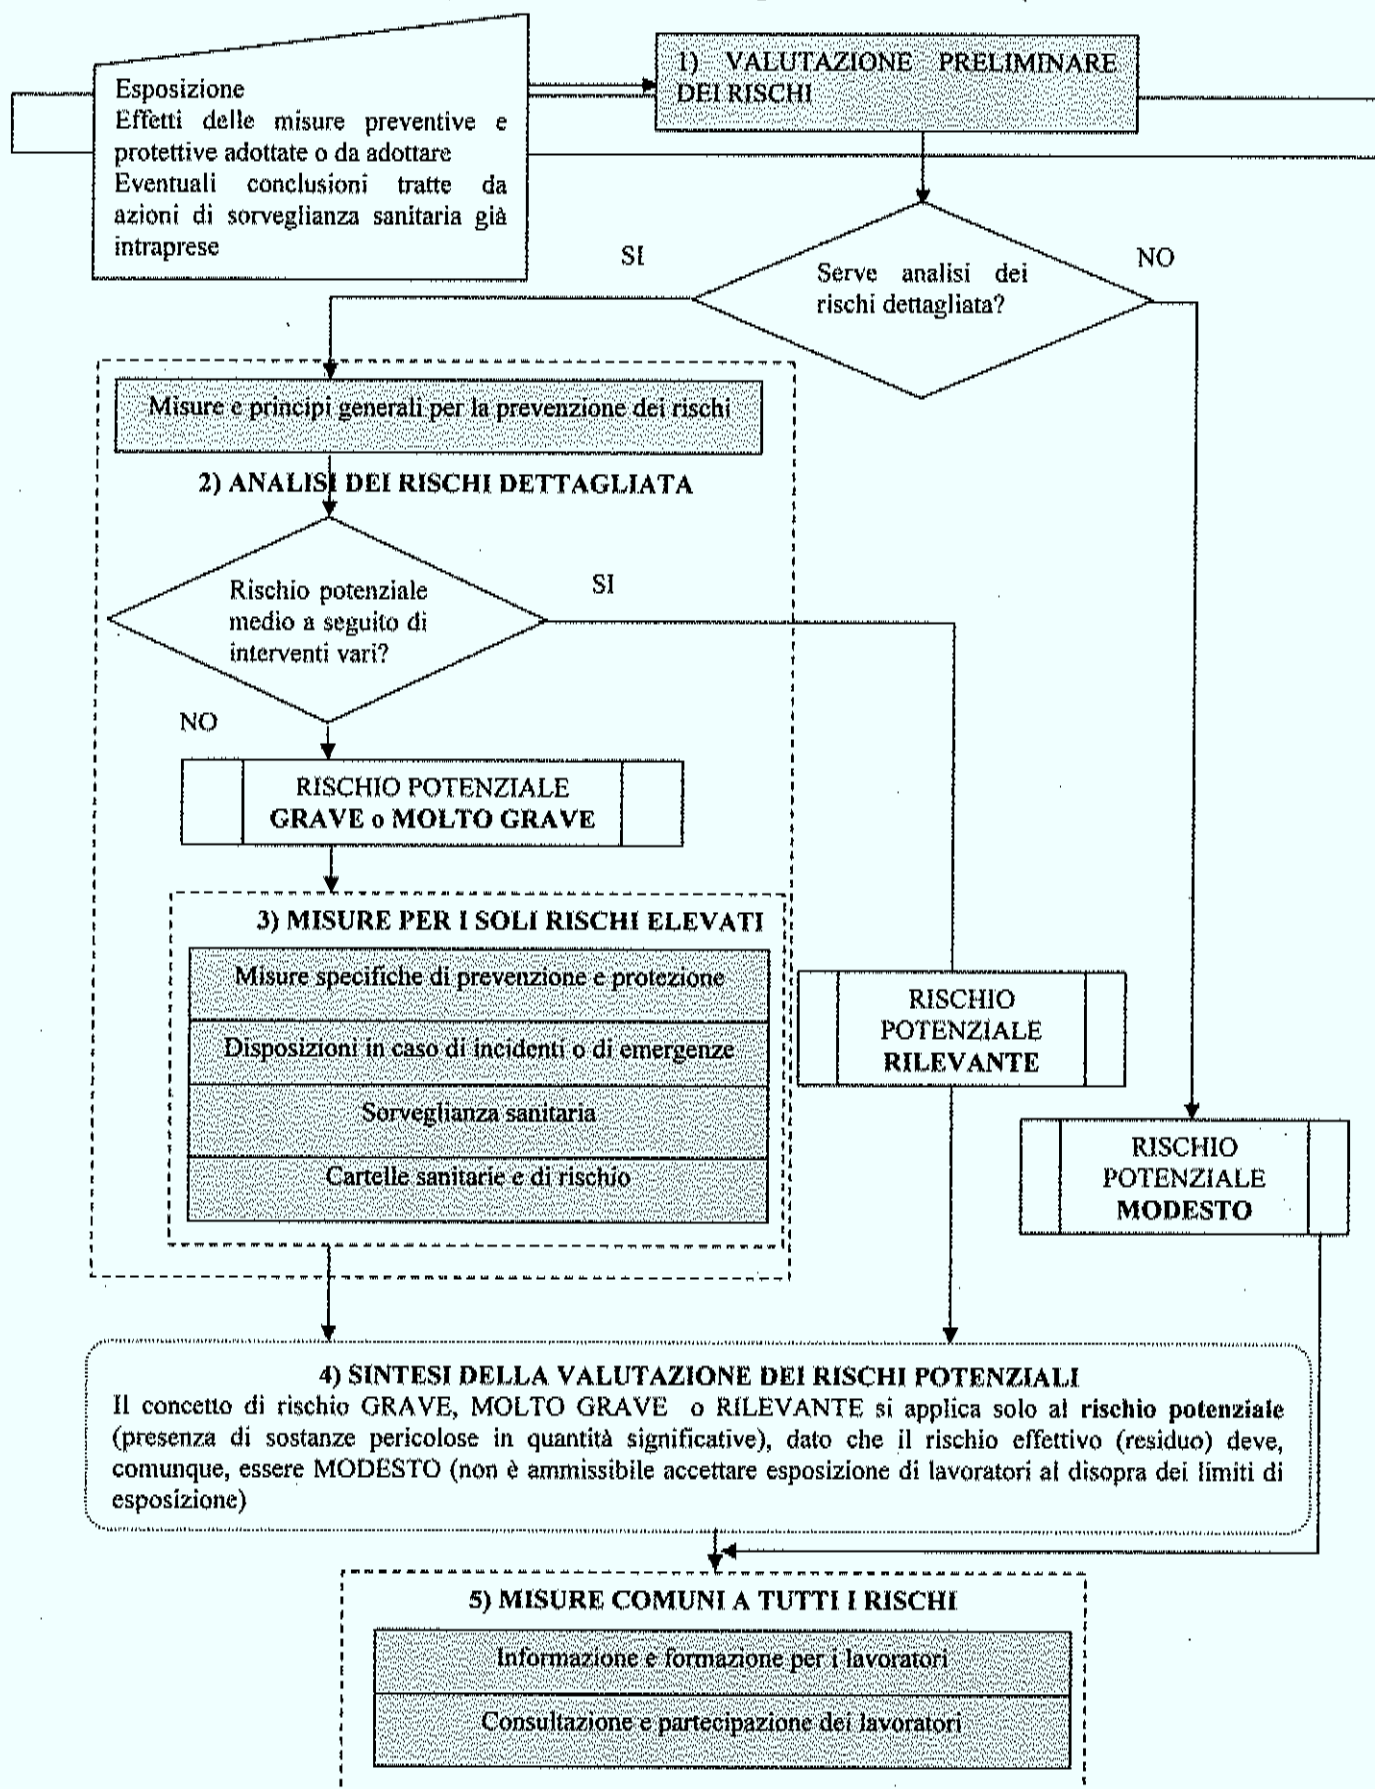 Esposizione
Effetti delle misure preventive e
protettive adottate o da adottare
Eventuali conclusioni tratte da
azioni di sorveglianza sanitaria già
intraprese
1) VALUTAZIONE PRELIMINARE
DEI RISCHI
SI
Serve analisi dei
rischi dettagliata?
NO
Misure e principi generali per la prevenzione dei rischi
2) ANALISI DEI RISCHI DETTAGLIATA
Rischio potenziale
medio a seguito di
interventi vari?
SI
NO
RISCHIO POTENZIALE
GRAVE o MOLTO GRAVE
3) MISURE PER I SOLI RISCHI ELEVATI
Misure specifiche di prevenzione e protezione
Disposizioni in caso di incidenti o di emergenze
Sorveglianza sanitaria
Cartelle sanitarie e di rischio
RISCHIO
POTENZIALE
RILEVANTE
RISCHIO
POTENZIALE
MODESTO
4) SINTESI DELLA VALUTAZIONE DEI RISCHI POTENZIALI
Il concetto di rischio GRAVE, MOLTO GRAVE o RILEVANTE si applica solo al rischio potenziale
(presenza di sostanze pericolose in quantità significative), dato che il rischio effettivo (residuo) deve,
comunque, essere MODESTO (non è ammissibile accettare esposizione di lavoratori al disopra dei limiti di
esposizione)
5) MISURE COMUNI A TUTTI I RISCHI
Informazione e formazione per i lavoratori
Consultazione e partecipazione dei lavoratori